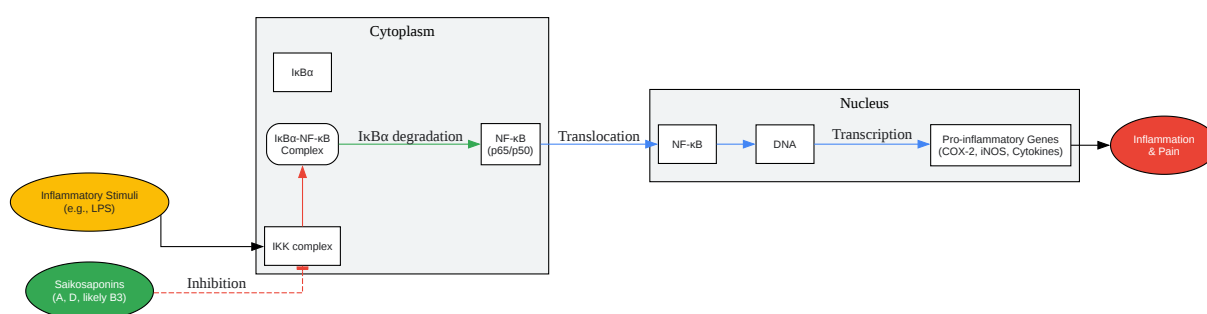 Cytoplasm
IκBα
IκBα-NF-κB
Complex
IκBα degradation
NF-κB
(p65/p50)
Translocation
Nucleus
NF-κB
DNA
Transcription
Pro-inflammatory Genes
(COX-2, iNOS, Cytokines)
Inflammation
& Pain
Inflammatory Stimuli
(e.g., LPS)
IKK complex
Saikosaponins
(A, D, likely B3)
Inhibition